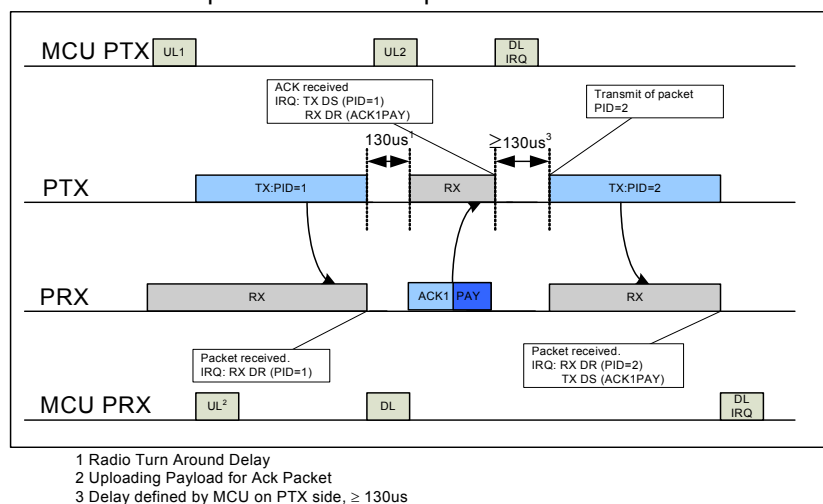 MCU PTX
UL1
UL2
DL
IRQ
ACK received
IRQ: TX DS (PID=1)
RX DR (ACK1PAY)
Transmit of packet
PID=2
130us1
≥130us3
PTX
TX:PID=1
RX
TX:PID=2
PRX
RX
ACK1 PAY
RX
Packet received.
IRQ: RX DR (PID=1)
Packet received.
IRQ: RX DR (PID=2)
TX DS (ACK1PAY)
MCU PRX
UL2
DL
DL
IRQ
1 Radio Turn Around Delay
2 Uploading Payload for Ack Packet
3 Delay defined by MCU on PTX side, ≥ 130us